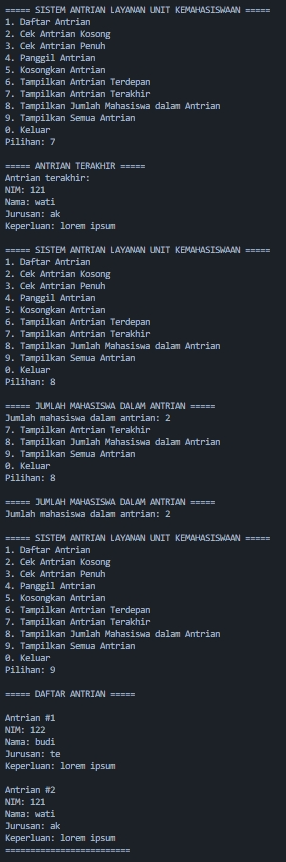 ===== SISTEM ANTRIAN LAYANAN UNIT KEMAHASISWAAN =====
1. Daftar Antrian
2. Cek Antrian Kosong
3. Cek Antrian Penuh
4. Panggil Antrian
5. Kosongkan Antrian
6. Tampilkan Antrian Terdepan
7. Tampilkan Antrian Terakhir
8. Tampilkan Jumlah Mahasiswa dalam Antrian
9. Tampilkan Semua Antrian
0. Keluar
Pilihan: 7

===== ANTRIAN TERAKHIR =====
Antrian terakhir:
NIM: 121
Nama: wati
Jurusan: ak
Keperluan: lorem ipsum

===== SISTEM ANTRIAN LAYANAN UNIT KEMAHASISWAAN =====
1. Daftar Antrian
2. Cek Antrian Kosong
3. Cek Antrian Penuh
4. Panggil Antrian
5. Kosongkan Antrian
6. Tampilkan Antrian Terdepan
7. Tampilkan Antrian Terakhir
8. Tampilkan Jumlah Mahasiswa dalam Antrian
9. Tampilkan Semua Antrian
0. Keluar
Pilihan: 8

===== JUMLAH MAHASISWA DALAM ANTRIAN =====
Jumlah mahasiswa dalam antrian: 2
7. Tampilkan Antrian Terakhir
8. Tampilkan Jumlah Mahasiswa dalam Antrian
9. Tampilkan Semua Antrian
0. Keluar
Pilihan: 8

===== JUMLAH MAHASISWA DALAM ANTRIAN =====
Jumlah mahasiswa dalam antrian: 2

===== SISTEM ANTRIAN LAYANAN UNIT KEMAHASISWAAN =====
1. Daftar Antrian
2. Cek Antrian Kosong
3. Cek Antrian Penuh
4. Panggil Antrian
5. Kosongkan Antrian
6. Tampilkan Antrian Terdepan
7. Tampilkan Antrian Terakhir
8. Tampilkan Jumlah Mahasiswa dalam Antrian
9. Tampilkan Semua Antrian
0. Keluar
Pilihan: 9

===== DAFTAR ANTRIAN =====

Antrian #1
NIM: 122
Nama: budi
Jurusan: te
Keperluan: lorem ipsum

Antrian #2
NIM: 121
Nama: wati
Jurusan: ak
Keperluan: lorem ipsum
=========================